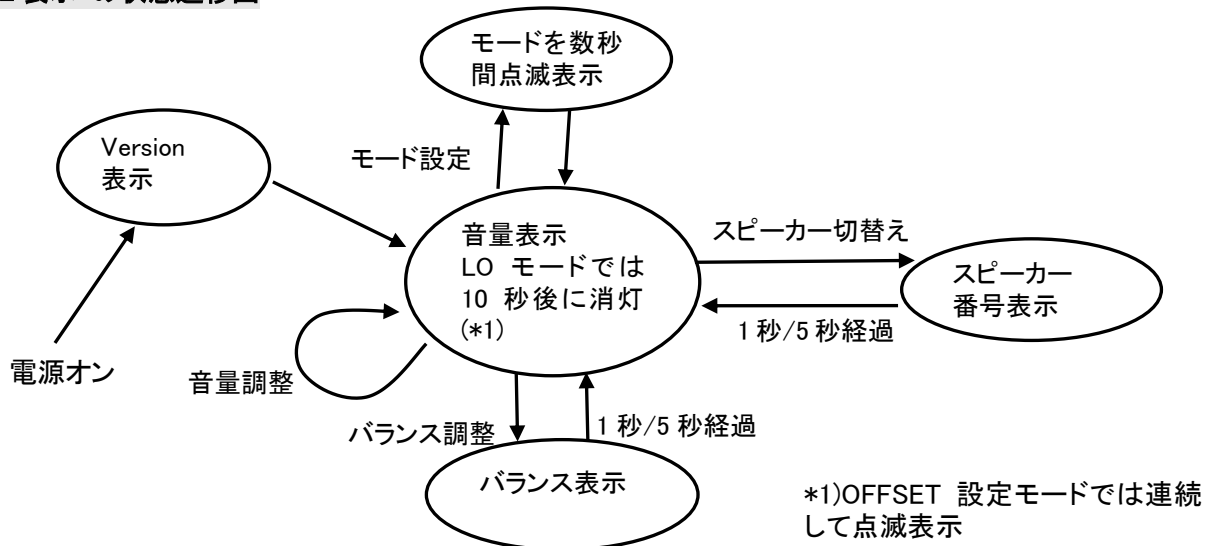 モードを数秒
間点滅表示
Version
表示
モード設定
音量表示
LO モードでは
10 秒後に消灯
(*1)
スピーカー切替え
スピーカー
番号表示
1秒/5秒経過
電源オン
音量調整
バランス調整
1秒/5秒経過
バランス表示
*1)OFFSET 設定モードでは連続
して点滅表示